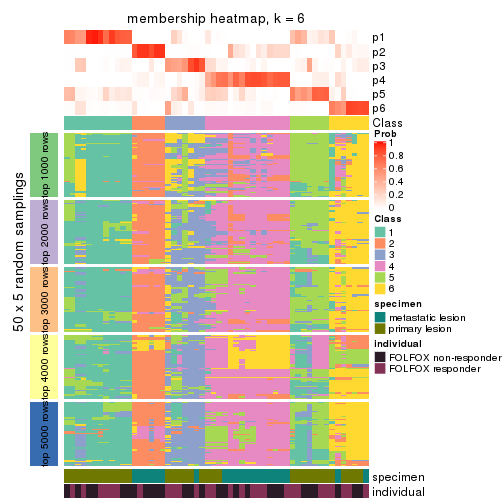 membership heatmap, k = 6
p1
p2
p3
p4
p5
p6
Class
50 x 5 random samplings
top 1000 rows
top 2000 rows
top 3000 rows
top 4000 rows
top 5000 rows
Prob
1
0.8
0.6
0.4
0.2
0
Class
1
2
3
4
5
6
specimen
metastatic lesion
primary lesion
individual
FOLFOX non-responder
FOLFOX responder
specimen
individual